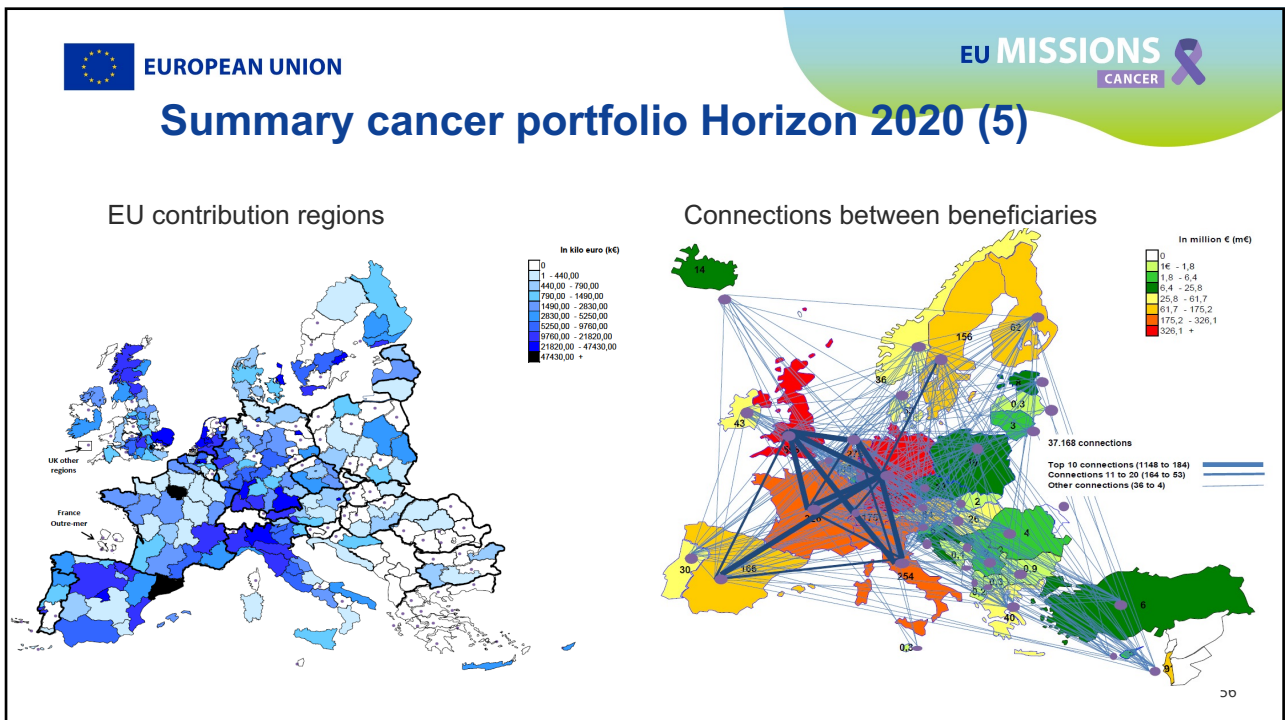 EUROPEAN UNION
EU MISSIONS
CANCER
Summary cancer portfolio Horizon 2020 (5)
EU contribution regions
In kilo euro (k€)
0
1 - 440,00
440,00 - 790,00
790,00 - 1490,00
1490,00 - 2830,00
2830,00 - 5250,00
5250,00 - 9760,00
9760,00 - 21820,00
21820,00 - 47430,00
47430,00 +
UK other
regions
France
Outre-mer
Connections between beneficiaries
In million € (m€)
0
1€ - 1,8
1,8 - 6,4
6,4 - 25,8
25,8 - 61,7
61,7 - 175,2
175,2 - 326,1
326,1 +
14
62
156
36
43
0,3
3
37.168 connections
Top 10 connections (1148 to 184)
Connections 11 to 20 (164 to 53)
Other connections (36 to 4)
2
26
4
30
165
254
0,9
6
40
0,3